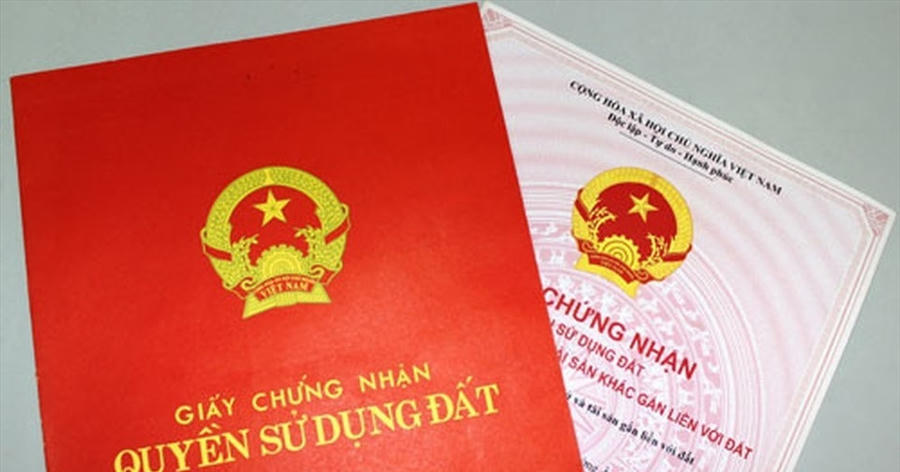 VIỆT NAM
GIẤY CHỨNG NHẬN
QUYỀN SỬ DỤNG ĐẤT
CỘNG HÒA XÃ HỘI CHỦ NGHĨA VIỆT NAM
Độc lập - Tự do - Hạnh phúc
CHỨNG NHẬN
SỬ DỤNG ĐẤT
SẢN KHÁC GẮN LIỀN VỚI ĐẤT
và tài sản gắn liền với đất